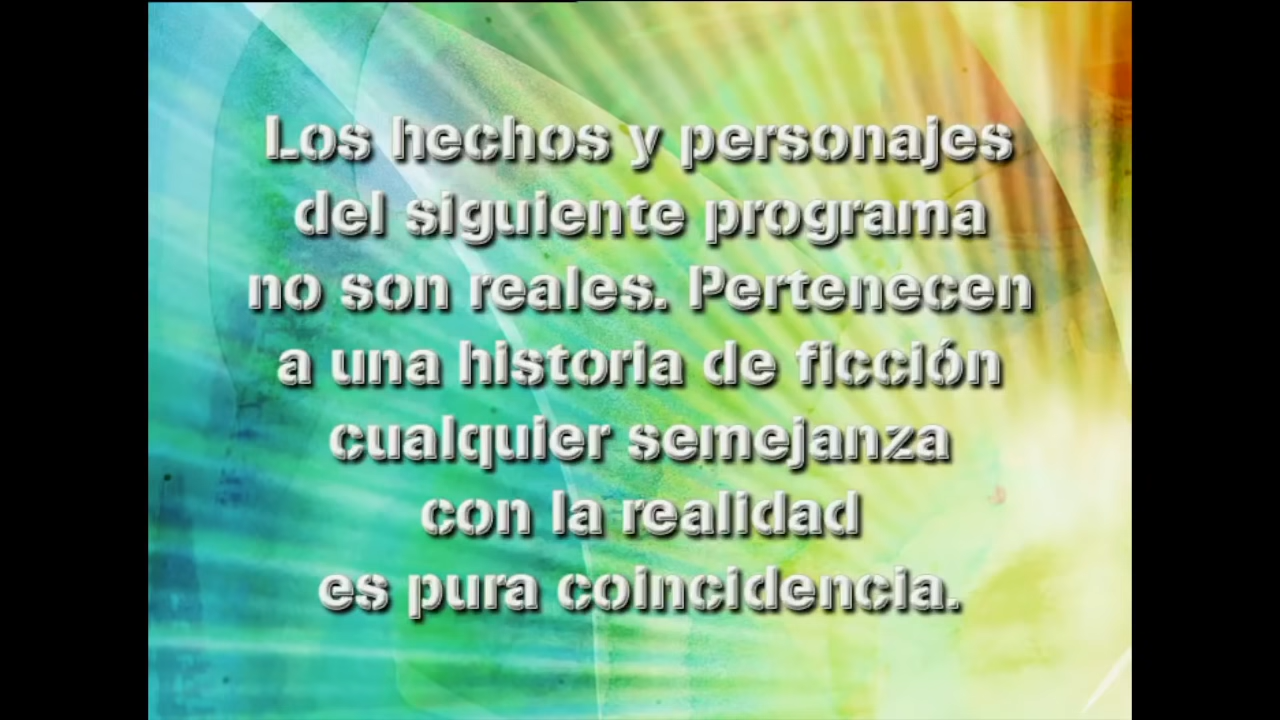 Los hechos y personajes
del siguiente programa
no son reales. Pertenecen
a una historia de ficción
cualquier semejanza
con la realidad
es pura coincidencia.